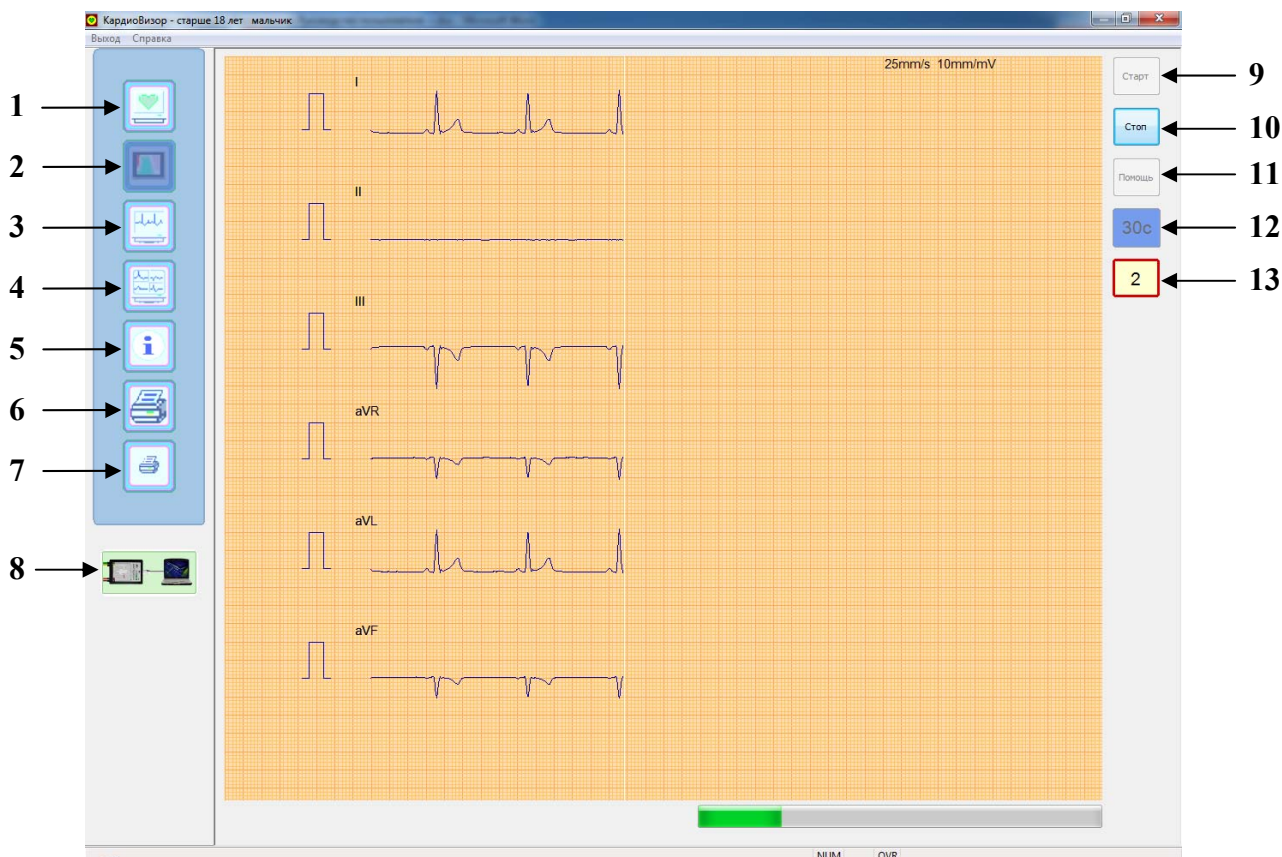 КардиоВизор - старше 18 лет мальчик
Выход Справка
25mm/s 10mm/mV
I
II
III
aVR
aVL
aVF
1
2
3
4
5
6
7
8
Старт
9
Стоп
10
Помощь
11
30с
12
2
13
NUM OVR